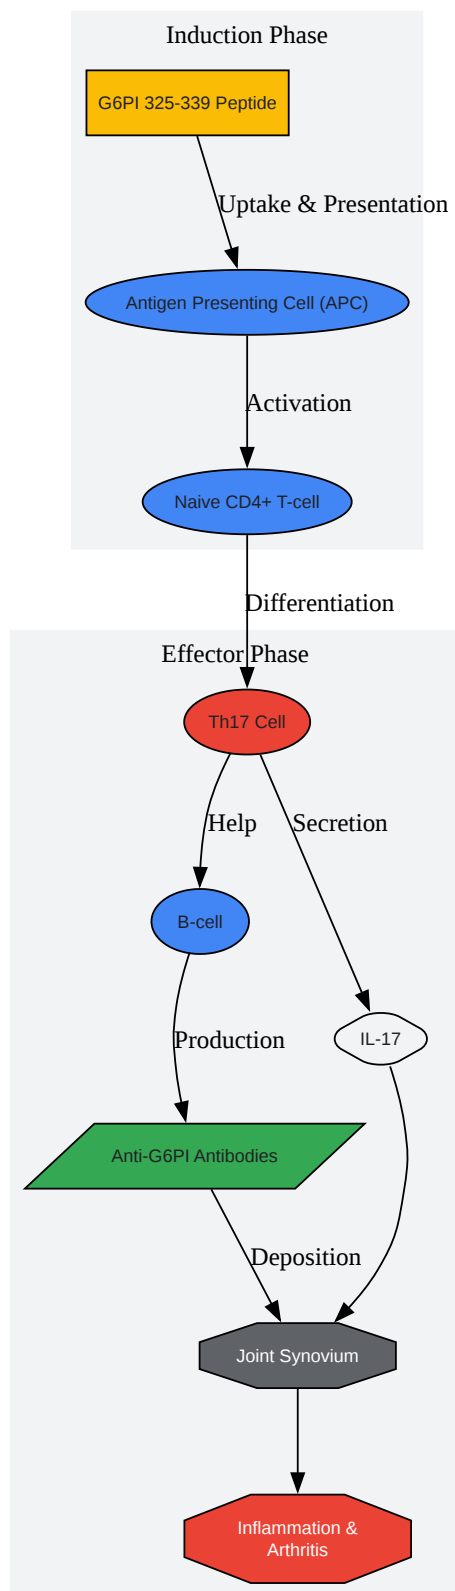 Induction Phase
G6PI 325-339 Peptide
Uptake & Presentation
Antigen Presenting Cell (APC)
Activation
Naive CD4+ T-cell
Differentiation
Effector Phase
Th17 Cell
Help
Secretion
B-cell
IL-17
Production
Anti-G6PI Antibodies
Deposition
Joint Synovium
Inflammation &
Arthritis